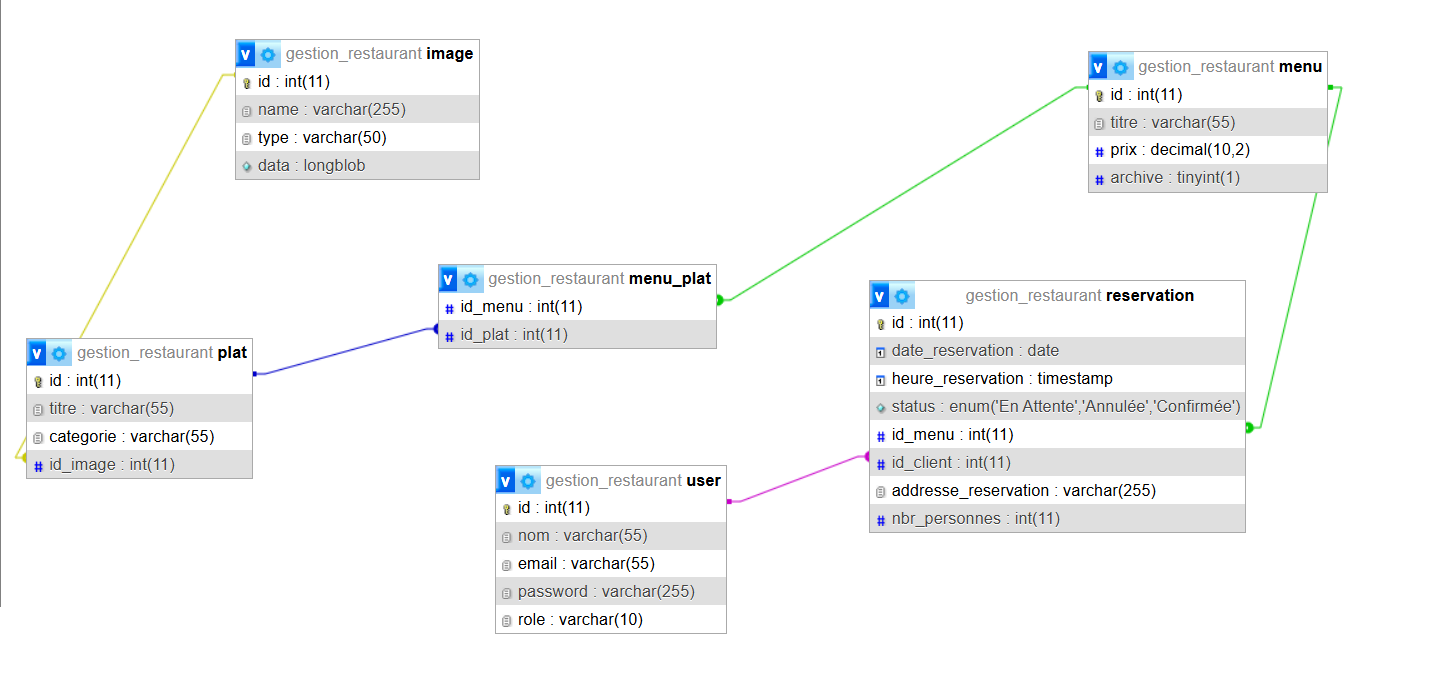 gestion_restaurant image
id : int(11)
name : varchar(255)
type : varchar(50)
data : longblob
gestion_restaurant menu
id : int(11)
titre : varchar(55)
prix : decimal(10,2)
archive : tinyint(1)
gestion_restaurant menu_plat
id_menu : int(11)
id_plat : int(11)
gestion_restaurant reservation
id : int(11)
date_reservation : date
heure_reservation : timestamp
status : enum('En Attente','Annulée','Confirmée')
id_menu : int(11)
id_client : int(11)
addresse_reservation : varchar(255)
nbr_personnes : int(11)
gestion_restaurant plat
id : int(11)
titre : varchar(55)
categorie : varchar(55)
id_image : int(11)
gestion_restaurant user
id : int(11)
nom : varchar(55)
email : varchar(55)
password : varchar(255)
role : varchar(10)